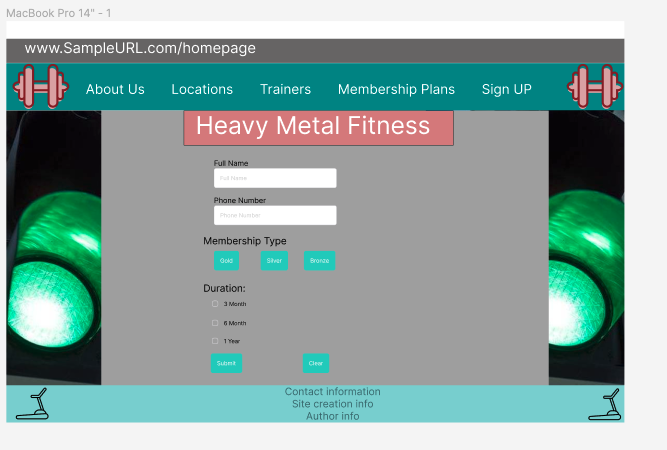 MacBook Pro 14" - 1
www.SampleURL.com/homepage
About Us Locations Trainers Membership Plans Sign UP
Heavy Metal Fitness
Full Name
Full Name
Phone Number
Phone Number
Membership Type
Gold Silver Bronze
Duration:
3 Month
6 Month
1 Year
Submit Clear
Contact information
Site creation info
Author info